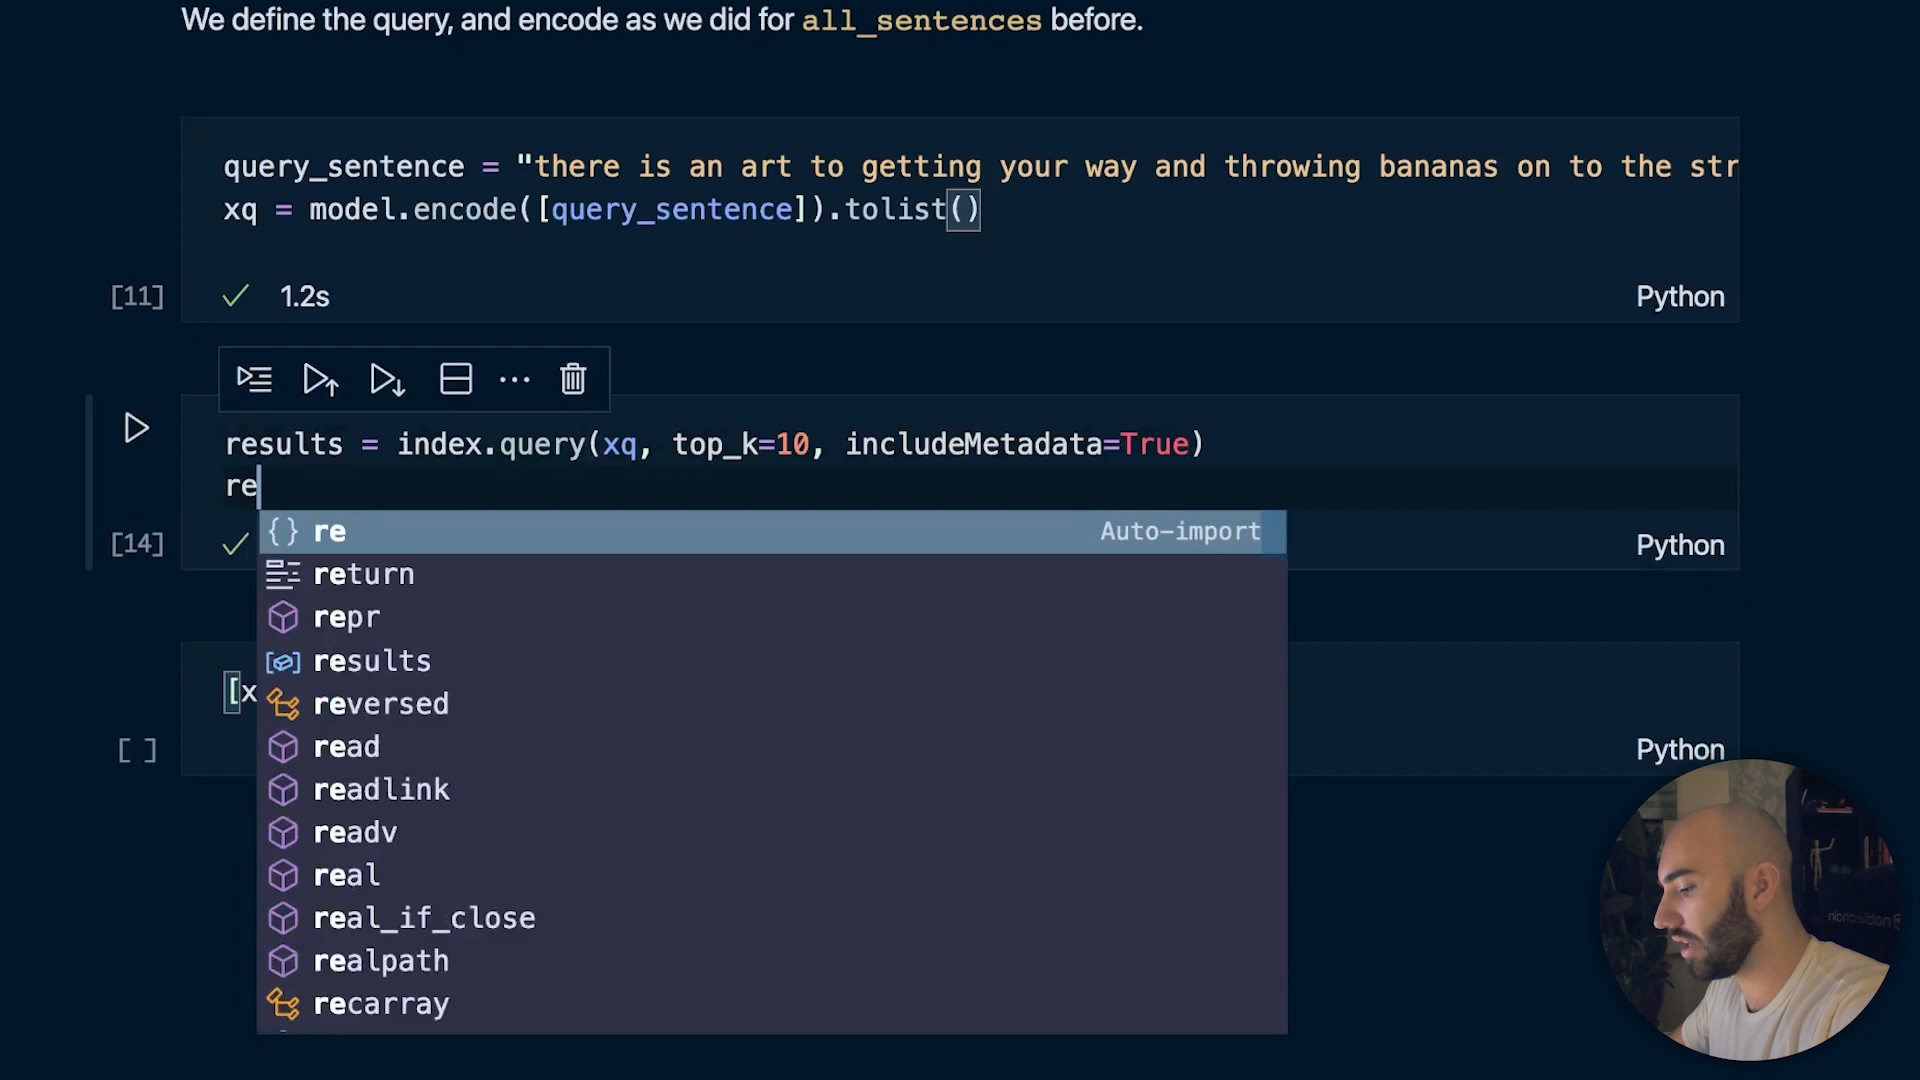 We define the query, and encode as we did for all_sentences before.
query_sentence = "there is an art to getting your way and throwing bananas on to the str
xq = model.encode([query_sentence]).tolist()
[11] 1.2s Python
results = index.query(xq, top_k=10, includeMetadata=True)
re
{} re Auto-import
[14] Python
return
repr
results
reversed
[x
read
[ ] Python
readlink
readv
real
real_if_close
realpath
recarray